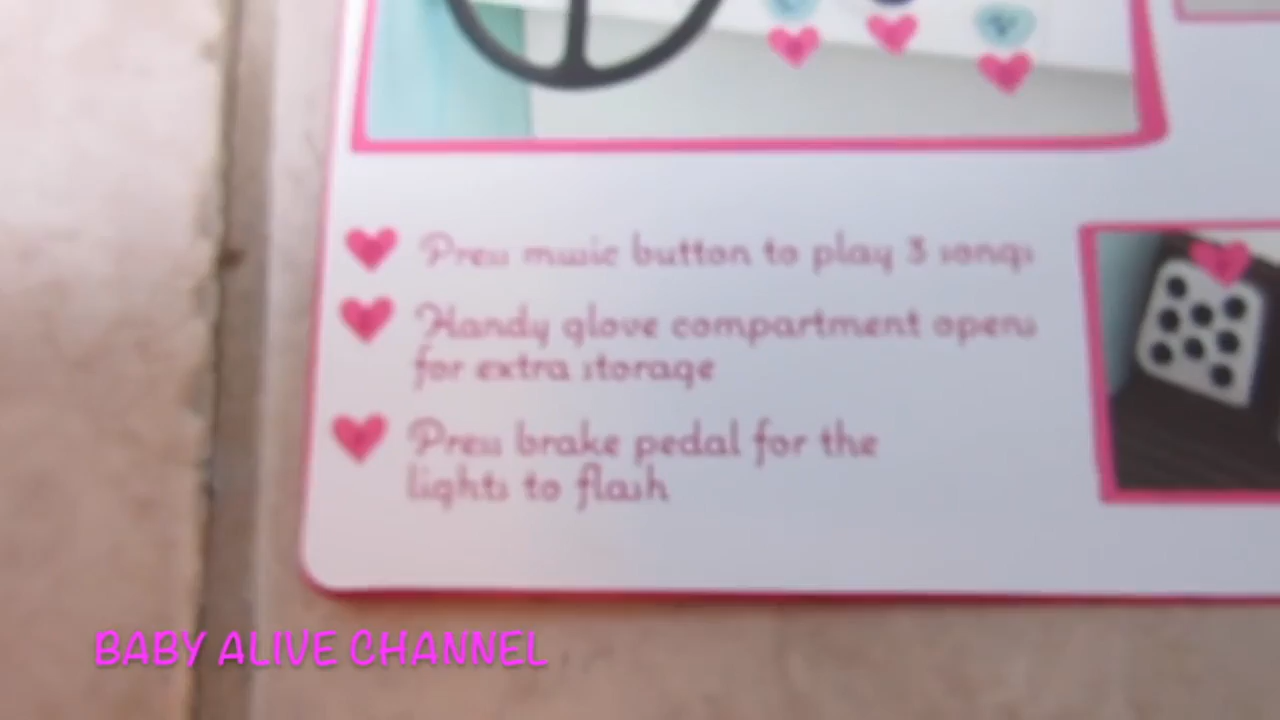 Press music button to play 3 songs
Handy glove compartment opens
for extra storage
Press brake pedal for the
lights to flash
BABY ALIVE CHANNEL